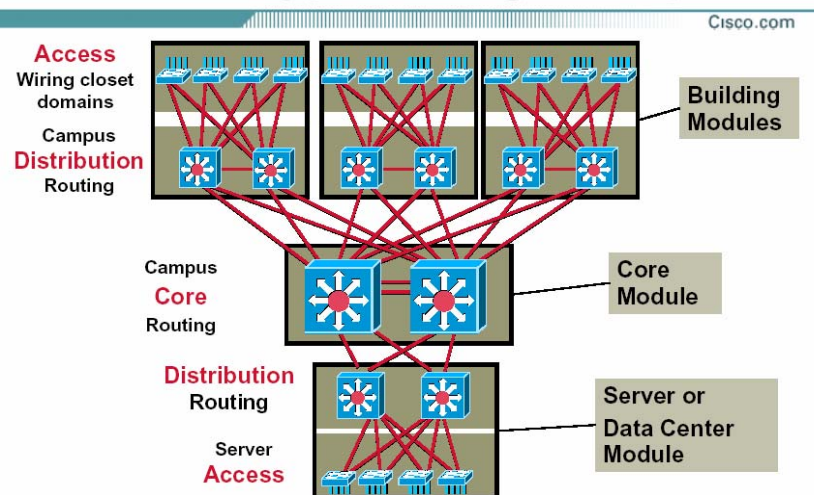 Cisco.com
Access
Wiring closet
domains
Campus
Distribution
Routing
Building
Modules
Campus
Core
Routing
Core
Module
Distribution
Routing
Server
Access
Server or
Data Center
Module